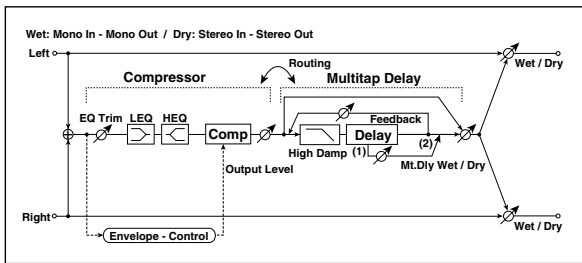 Wet: Mono In - Mono Out / Dry: Stereo In - Stereo Out
Left
Routing
Wet / Dry
Compressor
Multitap Delay
EQ Trim
LEQ
HEQ
Comp
Feedback
High Damp
Delay
(1)
(2)
Mt.Dly Wet / Dry
Output Level
Right
Envelope - Control
Wet / Dry